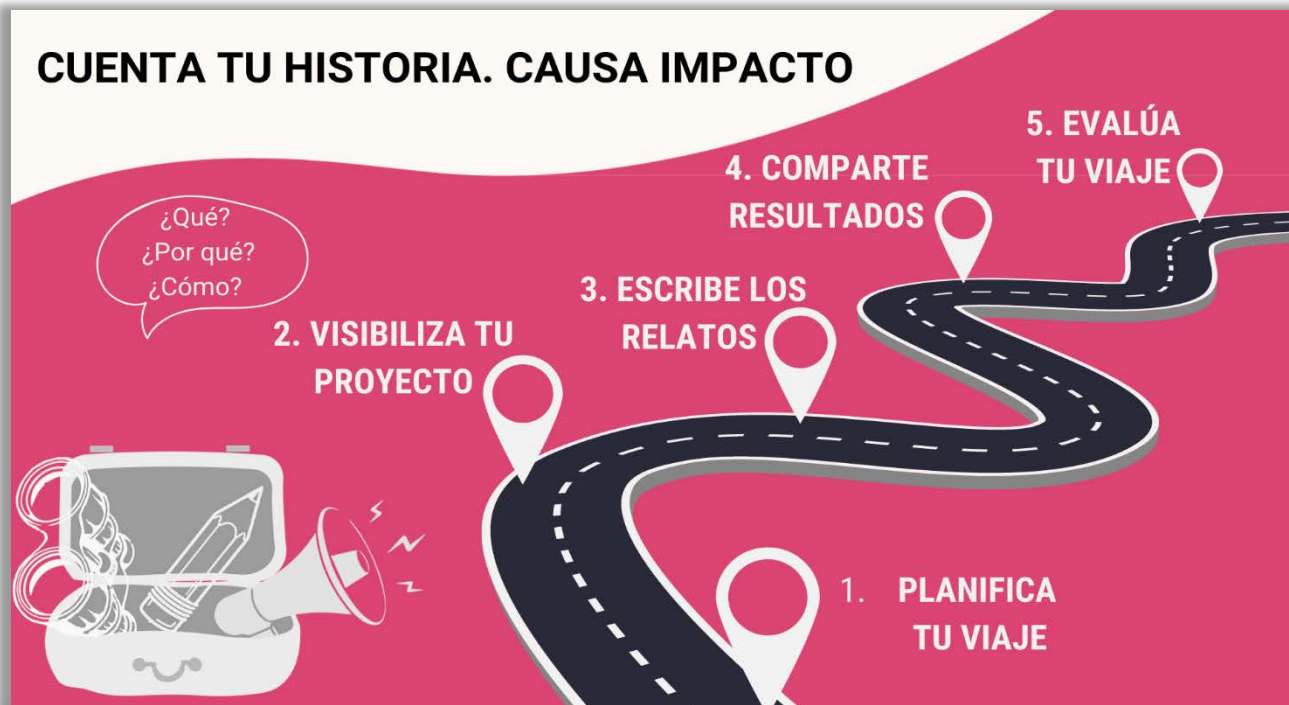 CUENTA TU HISTORIA. CAUSA IMPACTO
¿Qué?
¿Por qué?
¿Cómo?
1. PLANIFICA
TU VIAJE
2. VISIBILIZA TU
PROYECTO
3. ESCRIBE LOS
RELATOS
4. COMPARTE
RESULTADOS
5. EVALÚA
TU VIAJE